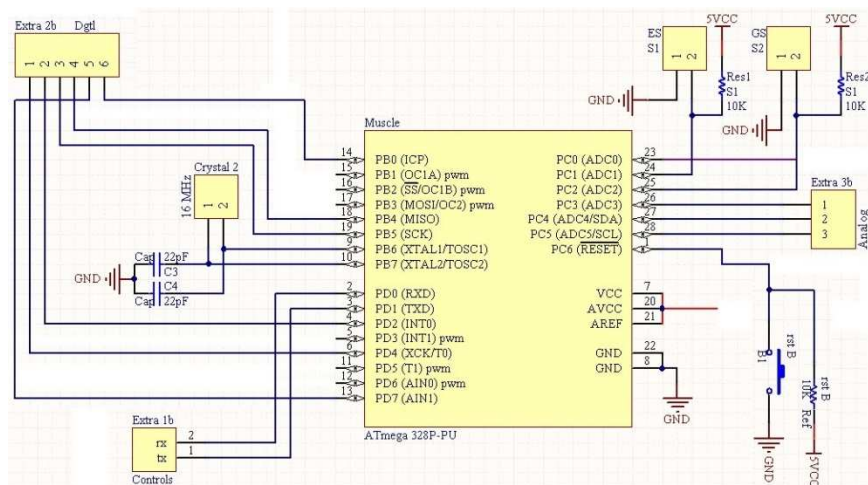 Extra 2b Dgtl
1 2 3 4 5 6
ES
S1
1 2
5VCC
Res1
S1
10K
GND
GS
S2
1 2
5VCC
Res2
S1
10K
GND
Muscle
14 PB0 (ICP)
15 PB1 (OC1A) pwm
16 PB2 (SS/OC1B) pwm
17 PB3 (MOSI/OC2) pwm
18 PB4 (MISO)
19 PB5 (SCK)
9 PB6 (XTAL1/TOSC1)
10 PB7 (XTAL2/TOSC2)
2 PD0 (RXD)
3 PD1 (TXD)
4 PD2 (INT0)
5 PD3 (INT1) pwm
6 PD4 (XCK/T0)
11 PD5 (T1) pwm
12 PD6 (AIN0) pwm
13 PD7 (AIN1)
PC0 (ADC0) 23
PC1 (ADC1) 24
PC2 (ADC2) 25
PC3 (ADC3) 26
PC4 (ADC4/SDA) 27
PC5 (ADC5/SCL) 28
PC6 (RESET) 1
VCC 7
AVCC 20
AREF 21
GND 22
GND 8
ATmega 328P-PU
Crystal 2
16 MHz
1 2
Cap 22pF
C3
GND
C4
Cap 22pF
Extra 3b
1
2
3
Analogo
GND
rst B
B1
GND
rst B
10K Ref
5VCC
Extra 1b
rx 2
tx 1
Controls